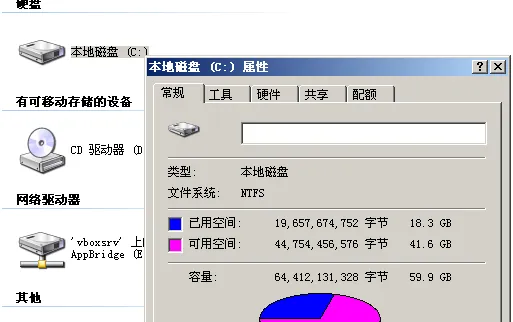 硬盘
本地磁盘 (C:)
有可移动存储的设备
CD 驱动器 (D
网络驱动器
'vboxsrv' 上
AppBridge (E
其他
本地磁盘 (C:) 属性
常规
工具
硬件
共享
配额
类型: 本地磁盘
文件系统: NTFS
已用空间: 19,657,674,752 字节 18.3 GB
可用空间: 44,754,456,576 字节 41.6 GB
容量: 64,412,131,328 字节 59.9 GB